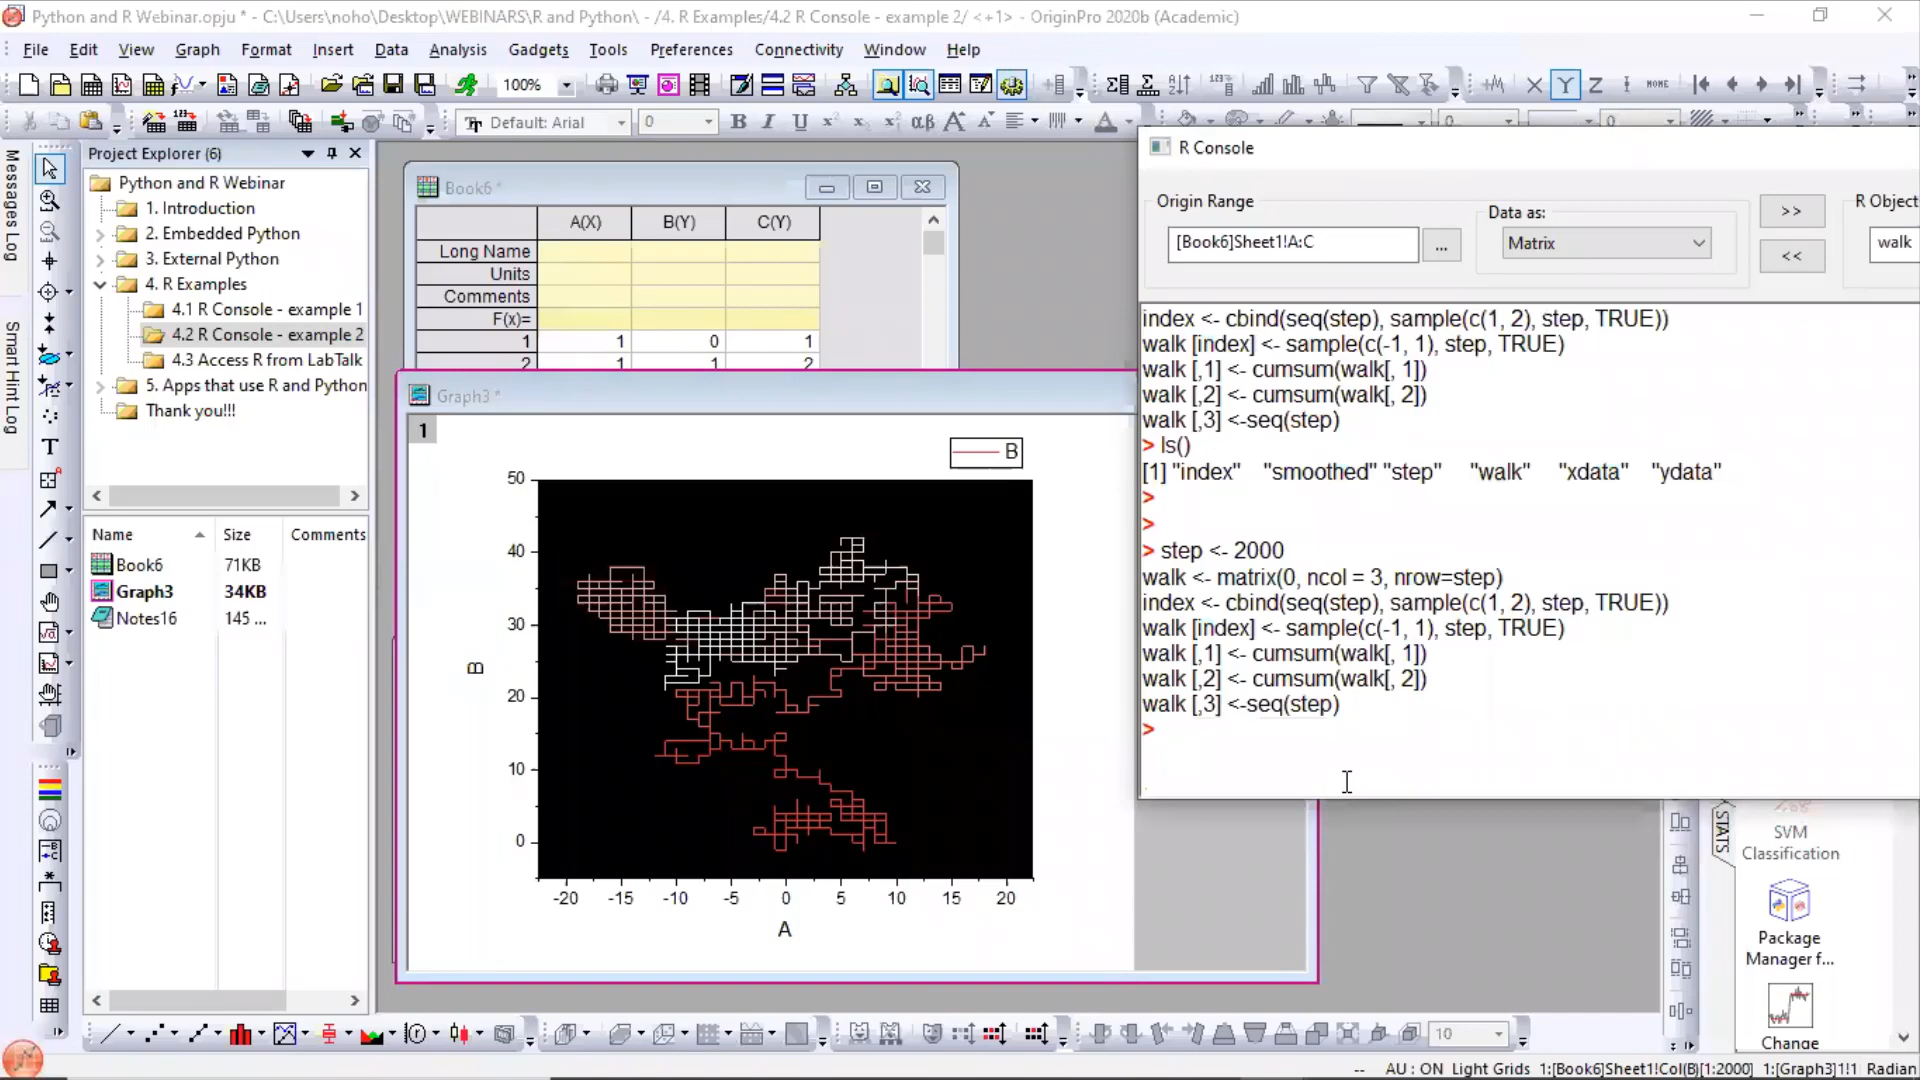 Python and R Webinar.opju * - C:\Users\noho\Desktop\WEBINARS\R and Python\ - /4. R Examples/4.2 R Console - example 2/ <+1> - OriginPro 2020b (Academic)
File Edit View Graph Format Insert Data Analysis Gadgets Tools Preferences Connectivity Window Help
100%
X Y Z
HOME
Default: Arial
0
B I U
αβ
0
0
Messages Log
Smart Hint Log
Project Explorer (6)
Python and R Webinar
1. Introduction
2. Embedded Python
3. External Python
4. R Examples
4.1 R Console - example 1
4.2 R Console - example 2
4.3 Access R from LabTalk
5. Apps that use R and Python
Thank you!!!
Name Size Comments
Book6 71KB
Graph3 34KB
Notes16 145 ...
Book6 *
A(X) B(Y) C(Y)
Long Name
Units
Comments
F(x)=
1 1 0 1
2 1 1 2
Graph3 *
1
B
50
40
30
20
10
0
B
-20 -15 -10 -5 0 5 10 15 20
A
R Console
Origin Range
Data as:
R Object
[Book6]Sheet1!A:C
...
Matrix
>>
<<
walk
index <- cbind(seq(step), sample(c(1, 2), step, TRUE))
walk [index] <- sample(c(-1, 1), step, TRUE)
walk [,1] <- cumsum(walk[, 1])
walk [,2] <- cumsum(walk[, 2])
walk [,3] <-seq(step)
> ls()
[1] "index" "smoothed" "step" "walk" "xdata" "ydata"
>
>
> step <- 2000
walk <- matrix(0, ncol = 3, nrow=step)
index <- cbind(seq(step), sample(c(1, 2), step, TRUE))
walk [index] <- sample(c(-1, 1), step, TRUE)
walk [,1] <- cumsum(walk[, 1])
walk [,2] <- cumsum(walk[, 2])
walk [,3] <-seq(step)
>
STATS
SVM
Classification
Package
Manager f...
Change
10
-- AU : ON Light Grids 1:[Book6]Sheet1!Col(B)[1:2000] 1:[Graph3]1!1 Radian